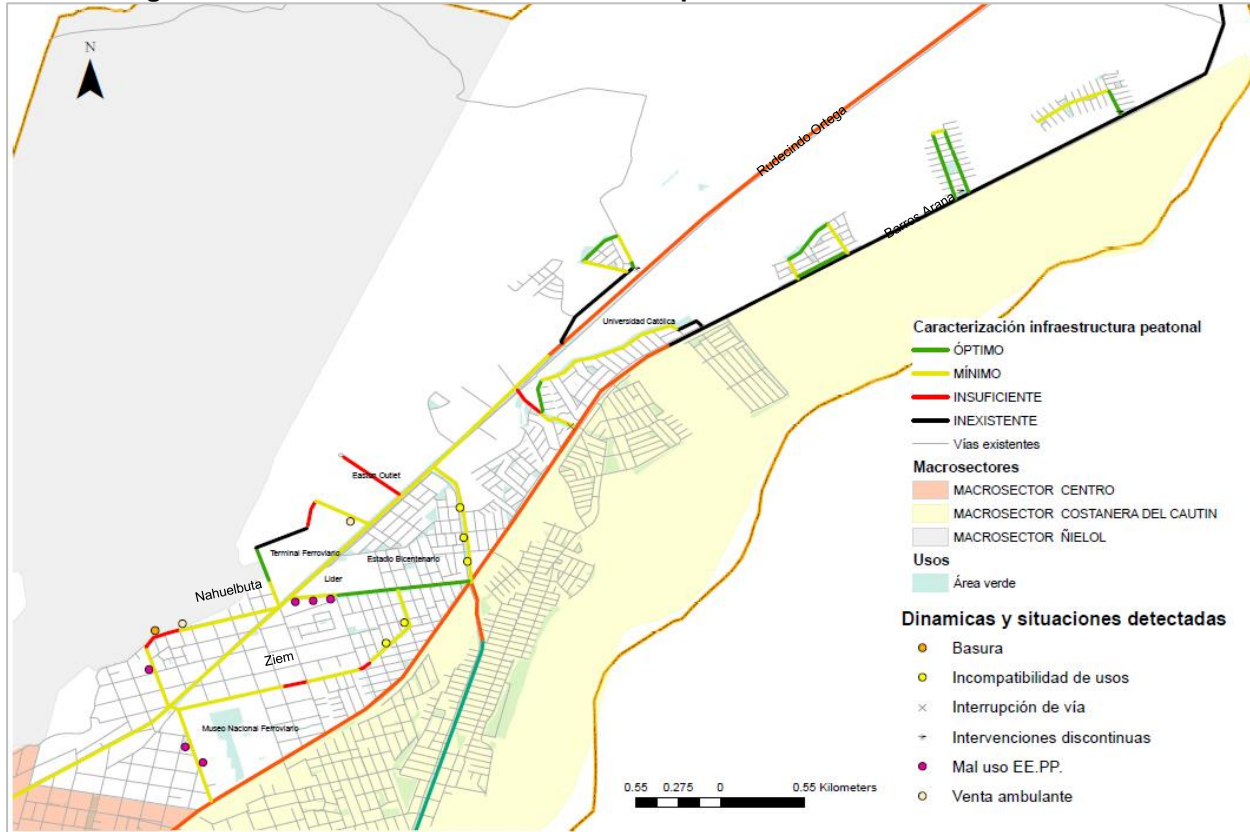 N
Rudecindo Ortega
Barros Arana
Universidad Católica
Easton Outlet
Terminal Ferroviario
Estadio Bicentenario
Lider
Nahuelbuta
Ziem
Museo Nacional Ferroviario
Caracterización infraestructura peatonal
ÓPTIMO
MÍNIMO
INSUFICIENTE
INEXISTENTE
Vías existentes
Macrosectores
MACROSECTOR CENTRO
MACROSECTOR COSTANERA DEL CAUTIN
MACROSECTOR ÑIELOL
Usos
Área verde
Dinamicas y situaciones detectadas
Basura
Incompatibilidad de usos
Interrupción de vía
Intervenciones discontinuas
Mal uso EE.PP.
Venta ambulante
0.55 0.275 0 0.55 Kilometers